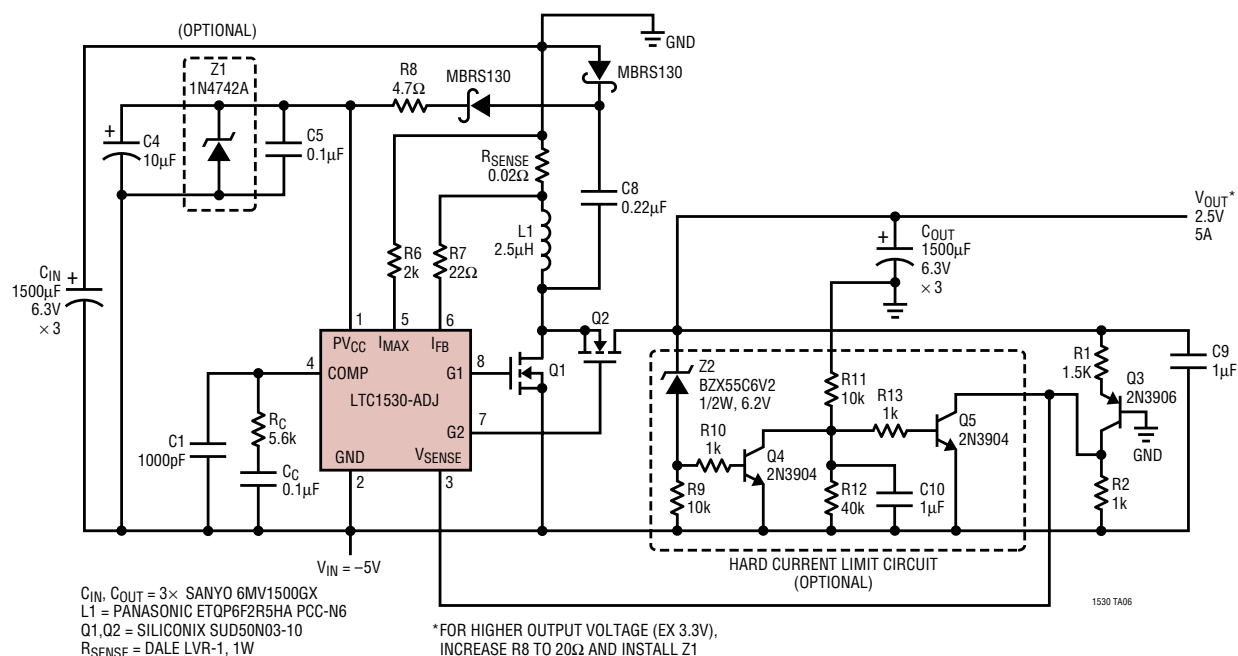 (OPTIONAL)
GND
Z1
1N4742A
R8
4.7Ω
MBRS130
MBRS130
+
C4
10µF
C5
0.1µF
RSENSE
0.02Ω
C8
0.22µF
VOUT*
2.5V
5A
L1
2.5µH
+
COUT
1500µF
6.3V
× 3
R6
2k
R7
22Ω
CIN
+
1500µF
6.3V
× 3
1
5
6
Q2
PVCC
IMAX
IFB
4
COMP
G1
8
Q1
LTC1530-ADJ
G2
7
GND
VSENSE
2
3
RC
5.6k
C1
1000pF
CC
0.1µF
Z2
BZX55C6V2
1/2W, 6.2V
R11
10k
R13
1k
Q5
2N3904
R10
1k
Q4
2N3904
R9
10k
R12
40k
C10
1µF
R1
1.5K
Q3
2N3906
GND
C9
1µF
R2
1k
VIN = –5V
HARD CURRENT LIMIT CIRCUIT
(OPTIONAL)
1530 TA06
CIN, COUT = 3× SANYO 6MV1500GX
L1 = PANASONIC ETQP6F2R5HA PCC-N6
Q1,Q2 = SILICONIX SUD50N03-10
RSENSE = DALE LVR-1, 1W
*FOR HIGHER OUTPUT VOLTAGE (EX 3.3V),
INCREASE R8 TO 20Ω AND INSTALL Z1